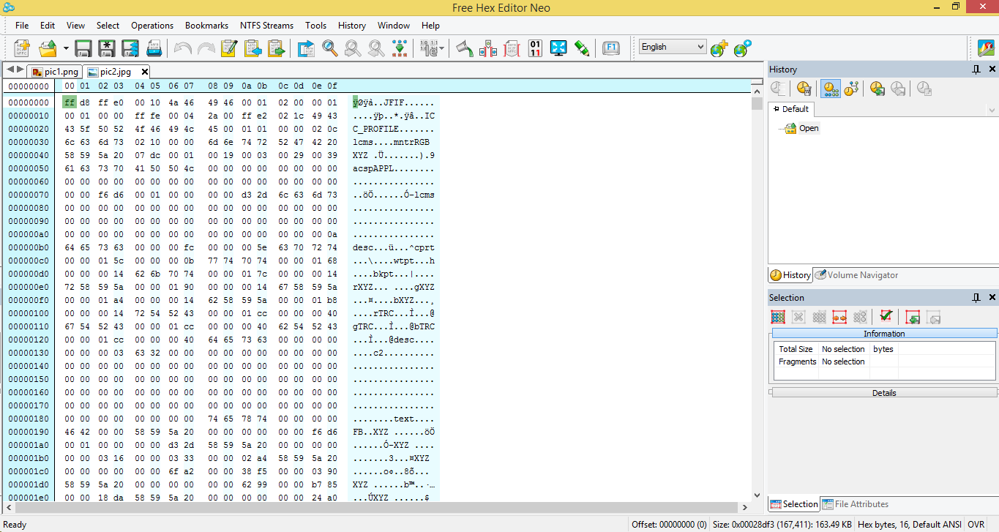 Free Hex Editor Neo
File Edit View Select Operations Bookmarks NTFS Streams Tools History Window Help
English
pic1.png pic2.jpg
00000000 00 01 02 03 04 05 06 07 08 09 0a 0b 0c 0d 0e 0f
00000000 ff d8 ff e0 00 10 4a 46 49 46 00 01 02 00 00 01 ÿØÿà..JFIF......
00000010 00 01 00 00 ff fe 00 04 2a 00 ff e2 02 1c 49 43 ....ÿþ..*.ÿâ..IC
00000020 43 5f 50 52 4f 46 49 4c 45 00 01 01 00 00 02 0c C_PROFILE.......
00000030 6c 63 6d 73 02 10 00 00 6d 6e 74 72 52 47 42 20 lcms....mntrRGB
00000040 58 59 5a 20 07 dc 00 01 00 19 00 03 00 29 00 39 XYZ .Ü.......).9
00000050 61 63 73 70 41 50 50 4c 00 00 00 00 00 00 00 00 acspAPPL........
00000060 00 00 00 00 00 00 00 00 00 00 00 00 00 00 00 00 ................
00000070 00 00 f6 d6 00 01 00 00 00 00 d3 2d 6c 63 6d 73 ..öÖ......Ó-lcms
00000080 00 00 00 00 00 00 00 00 00 00 00 00 00 00 00 00 ................
00000090 00 00 00 00 00 00 00 00 00 00 00 00 00 00 00 00 ................
000000a0 00 00 00 00 00 00 00 00 00 00 00 00 00 00 00 0a ................
000000b0 64 65 73 63 00 00 00 fc 00 00 00 5e 63 70 72 74 desc...ü...^cprt
000000c0 00 00 01 5c 00 00 00 0b 77 74 70 74 00 00 01 68 ...\....wtpt...h
000000d0 00 00 00 14 62 6b 70 74 00 00 01 7c 00 00 00 14 ....bkpt...|....
000000e0 72 58 59 5a 00 00 01 90 00 00 00 14 67 58 59 5a rXYZ... ....gXYZ
000000f0 00 00 01 a4 00 00 00 14 62 58 59 5a 00 00 01 b8 ...¤....bXYZ...¸
00000100 00 00 00 14 72 54 52 43 00 00 01 cc 00 00 00 40 ....rTRC...Ì...@
00000110 67 54 52 43 00 00 01 cc 00 00 00 40 62 54 52 43 gTRC...Ì...@bTRC
00000120 00 00 01 cc 00 00 00 40 64 65 73 63 00 00 00 00 ...Ì...@desc....
00000130 00 00 00 03 63 32 00 00 00 00 00 00 00 00 00 00 ....c2..........
00000140 00 00 00 00 00 00 00 00 00 00 00 00 00 00 00 00 ................
00000150 00 00 00 00 00 00 00 00 00 00 00 00 00 00 00 00 ................
00000160 00 00 00 00 00 00 00 00 00 00 00 00 00 00 00 00 ................
00000170 00 00 00 00 00 00 00 00 00 00 00 00 00 00 00 00 ................
00000180 00 00 00 00 00 00 00 00 74 65 78 74 00 00 00 00 ........text....
00000190 46 42 00 00 58 59 5a 20 00 00 00 00 00 00 f6 d6 FB..XYZ ......öÖ
000001a0 00 01 00 00 00 00 d3 2d 58 59 5a 20 00 00 00 00 ......Ó-XYZ ....
000001b0 00 00 03 16 00 00 03 33 00 00 02 a4 58 59 5a 20 .......3...¤XYZ
000001c0 00 00 00 00 00 00 6f a2 00 00 38 f5 00 00 03 90 ......o¢..8õ...
000001d0 58 59 5a 20 00 00 00 00 00 00 62 99 00 00 b7 85 XYZ ......b™..·…
000001e0 00 00 18 da 58 59 5a 20 00 00 00 00 00 00 24 a0 ...ÚXYZ ......$
History
Default
Open
History Volume Navigator
Selection
Information
Total Size No selection bytes
Fragments No selection
Details
Selection File Attributes
Ready Offset: 00000000 (0) Size: 0x00028df3 (167,411): 163.49 KB Hex bytes, 16, Default ANSI OVR